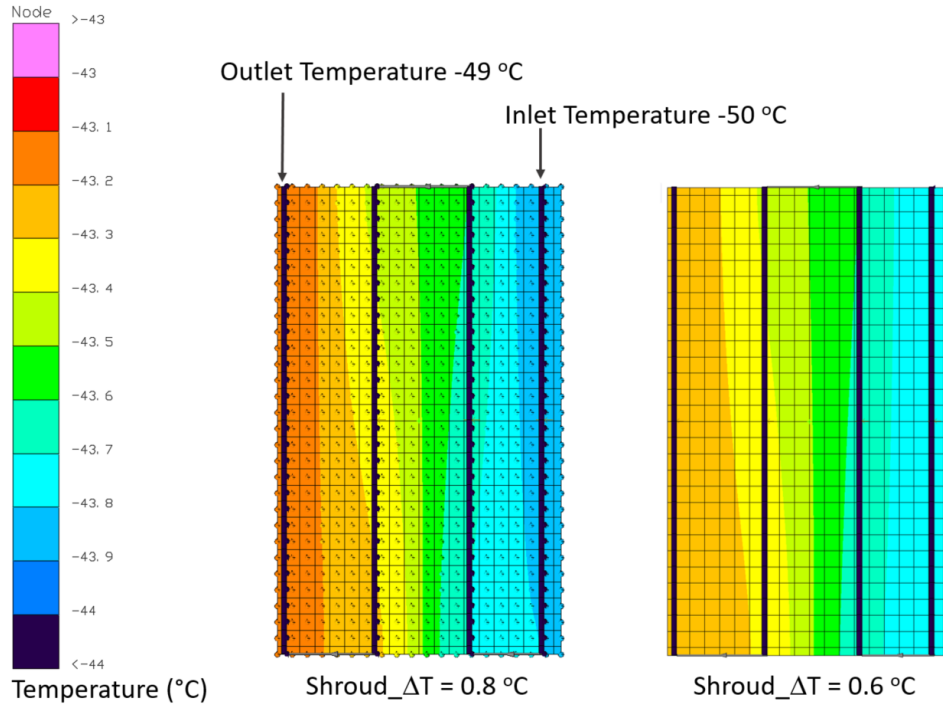 Node
>-43
-43
-43.1
-43.2
-43.3
-43.4
-43.5
-43.6
-43.7
-43.8
-43.9
-44
<-44
Temperature (°C)
Outlet Temperature -49 °C
Inlet Temperature -50 °C
Shroud_ΔT = 0.8 °C
Shroud_ΔT = 0.6 °C